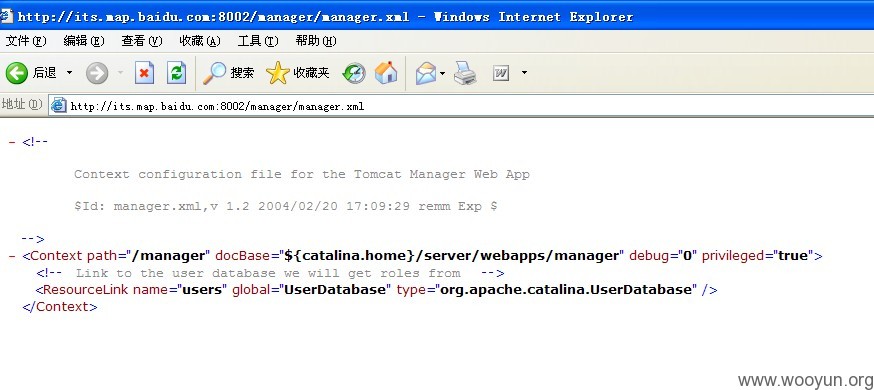 http://its.map.baidu.com:8002/manager/manager.xml - Windows Internet Explorer
文件(F) 编辑(E) 查看(V) 收藏(A) 工具(T) 帮助(H)
后退 搜索 收藏夹
地址(D) http://its.map.baidu.com:8002/manager/manager.xml
- <!--
Context configuration file for the Tomcat Manager Web App
$Id: manager.xml,v 1.2 2004/02/20 17:09:29 remm Exp $
-->
- <Context path="/manager" docBase="${catalina.home}/server/webapps/manager" debug="0" privileged="true">
<!-- Link to the user database we will get roles from -->
<ResourceLink name="users" global="UserDatabase" type="org.apache.catalina.UserDatabase" />
</Context>
www.wooyun.org